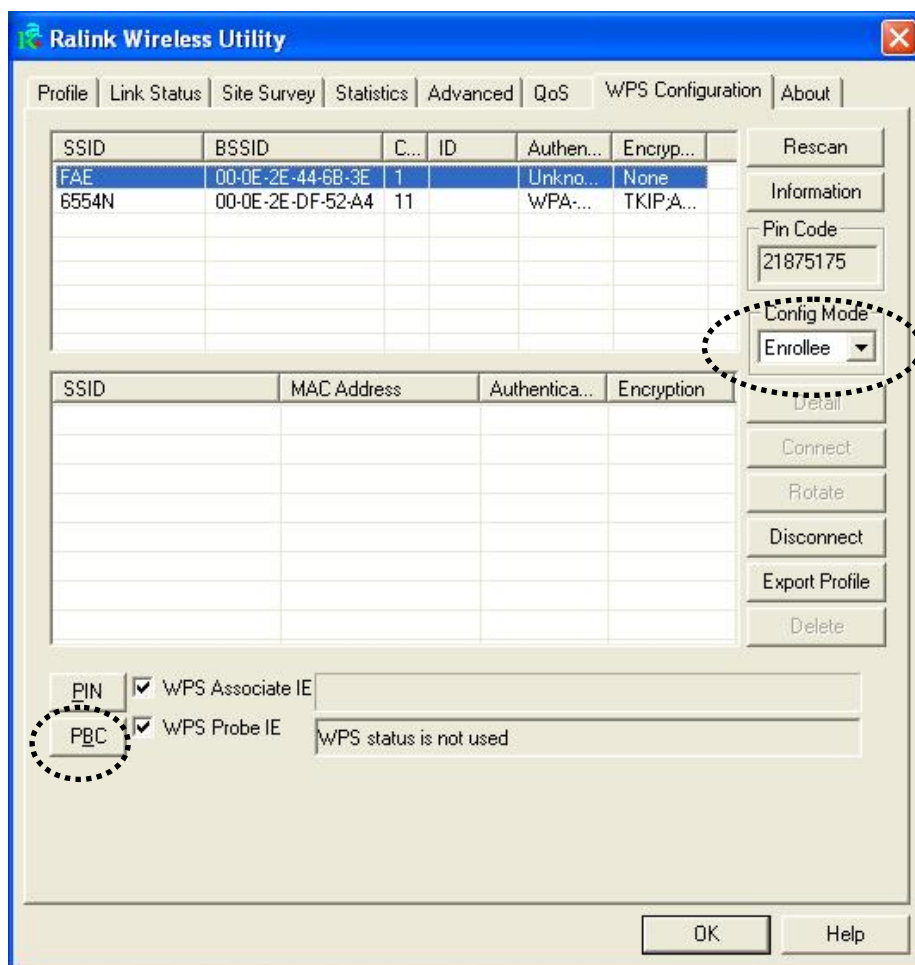 Ralink Wireless Utility
Profile Link Status Site Survey Statistics Advanced QoS WPS Configuration About
SSID BSSID C... ID Authen... Encryp...
FAE 00-0E-2E-44-6B-3E 1 Unkno... None
6554N 00-0E-2E-DF-52-A4 11 WPA-... TKIP;A...
Rescan
Information
Pin Code
21875175
Config Mode
Enrollee
SSID MAC Address Authentica... Encryption
Detail
Connect
Rotate
Disconnect
Export Profile
Delete
PIN WPS Associate IE
PBC WPS Probe IE WPS status is not used
OK Help